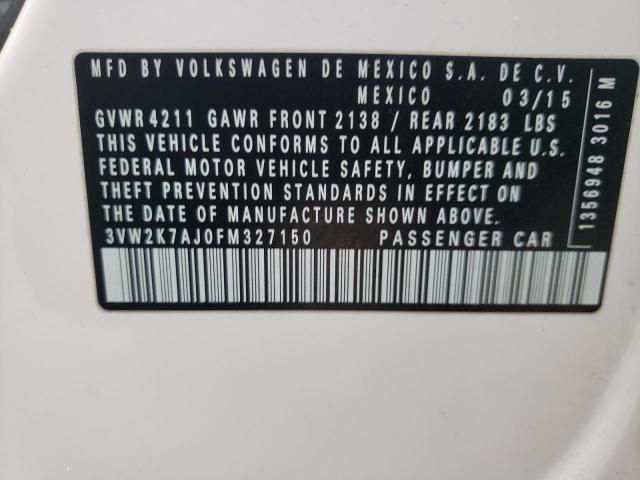 MFD BY VOLKSWAGEN DE MEXICO S.A. DE C.V.
MEXICO 03/15
GVWR 4211 GAWR FRONT 2138 / REAR 2183 LBS
THIS VEHICLE CONFORMS TO ALL APPLICABLE U.S.
FEDERAL MOTOR VEHICLE SAFETY, BUMPER AND
THEFT PREVENTION STANDARDS IN EFFECT ON
THE DATE OF MANUFACTURE SHOWN ABOVE.
3VW2K7AJ0FM327150 PASSENGER CAR
1356948 3016 M